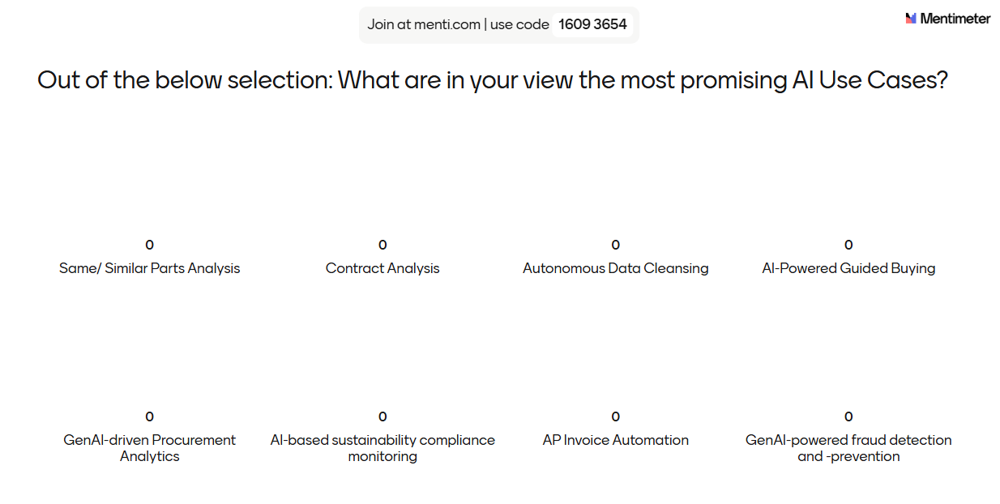 Join at menti.com | use code 1609 3654
Mentimeter
Out of the below selection: What are in your view the most promising AI Use Cases?
0
Same/ Similar Parts Analysis
0
Contract Analysis
0
Autonomous Data Cleansing
0
AI-Powered Guided Buying
0
GenAI-driven Procurement
Analytics
0
AI-based sustainability compliance
monitoring
0
AP Invoice Automation
0
GenAI-powered fraud detection
and -prevention